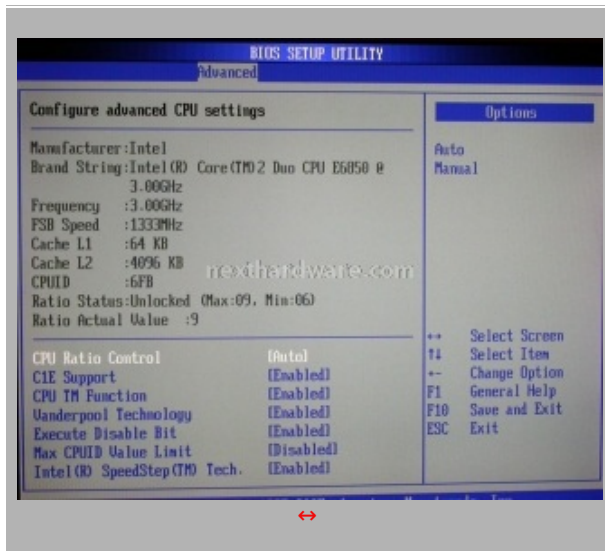 BIOS SETUP UTILITY
Advanced
Configure advanced CPU settings
Manufacturer:Intel
Brand String:Intel(R) Core(TM)2 Duo CPU E6850 @
3.00GHz
Frequency :3.00GHz
FSB Speed :1333MHz
Cache L1 :64 KB
Cache L2 :4096 KB
CPUID :6FB
Ratio Status:Unlocked (Max:09, Min:06)
Ratio Actual Value :9
CPU Ratio Control [Auto]
C1E Support [Enabled]
CPU TM Function [Enabled]
Vanderpool Technology [Enabled]
Execute Disable Bit [Enabled]
Max CPUID Value Limit [Disabled]
Intel(R) SpeedStep(TM) Tech. [Enabled]
Options
Auto
Manual
↔ Select Screen
↑↓ Select Item
←- Change Option
F1 General Help
F10 Save and Exit
ESC Exit
nexthardware.com